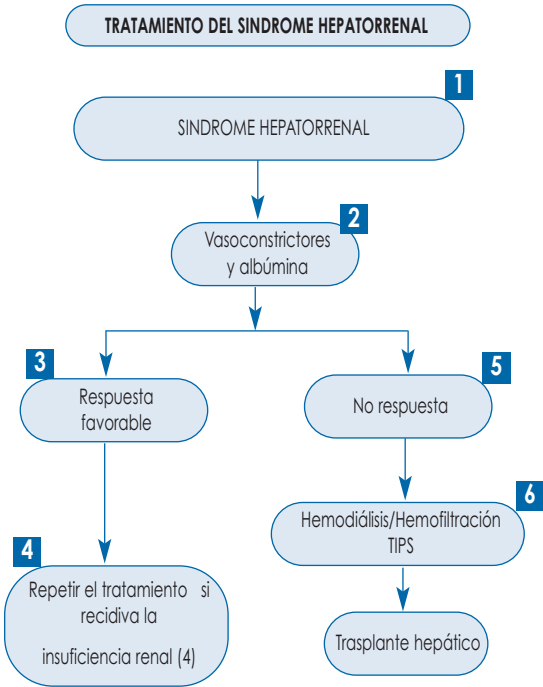 TRATAMIENTO DEL SINDROME HEPATORRENAL
1
SINDROME HEPATORRENAL
2
Vasoconstrictores
y albúmina
3
Respuesta
favorable
5
No respuesta
4
Repetir el tratamiento si
recidiva la
insuficiencia renal (4)
6
Hemodiálisis/Hemofiltración
TIPS
Trasplante hepático